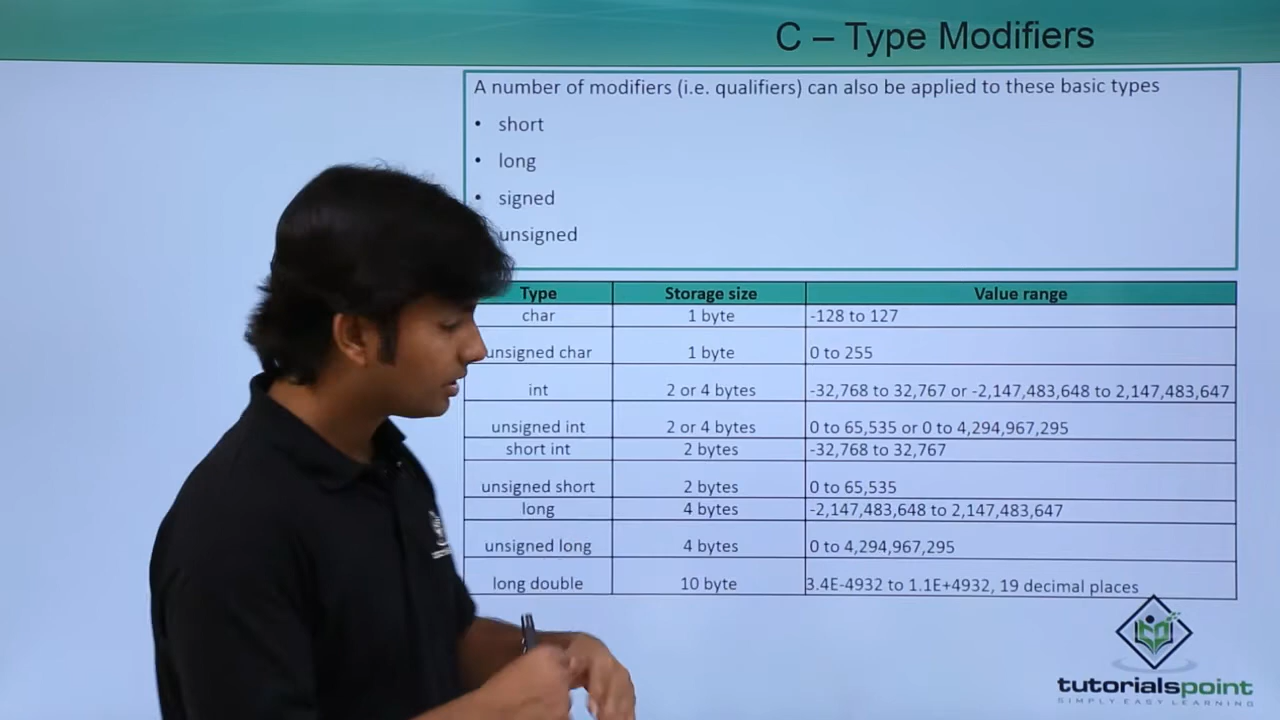 C – Type Modifiers
A number of modifiers (i.e. qualifiers) can also be applied to these basic types
• short
• long
• signed
unsigned
Type Storage size Value range
char 1 byte -128 to 127
unsigned char 1 byte 0 to 255
int 2 or 4 bytes -32,768 to 32,767 or -2,147,483,648 to 2,147,483,647
unsigned int 2 or 4 bytes 0 to 65,535 or 0 to 4,294,967,295
short int 2 bytes -32,768 to 32,767
unsigned short 2 bytes 0 to 65,535
long 4 bytes -2,147,483,648 to 2,147,483,647
unsigned long 4 bytes 0 to 4,294,967,295
long double 10 byte 3.4E-4932 to 1.1E+4932, 19 decimal places
tutorialspoint
SIMPLY EASY LEARNING